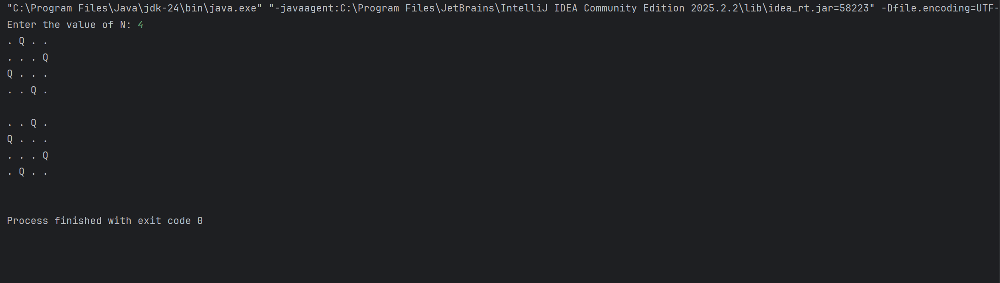 "C:\Program Files\Java\jdk-24\bin\java.exe" "-javaagent:C:\Program Files\JetBrains\IntelliJ IDEA Community Edition 2025.2.2\lib\idea_rt.jar=58223" -Dfile.encoding=UTF-
Enter the value of N: 4
. Q . .
. . . Q
Q . . .
. . Q .
. . Q .
Q . . .
. . . Q
. Q . .
Process finished with exit code 0